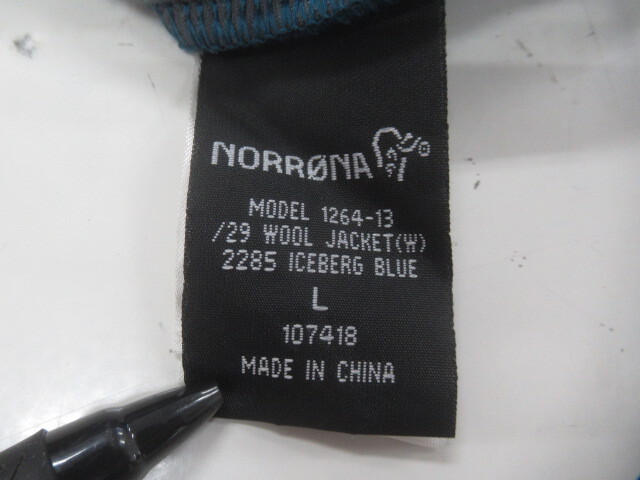 NORRØNA
MODEL 1264-13
/29 WOOL JACKET(W)
2285 ICEBERG BLUE
L
107418
MADE IN CHINA